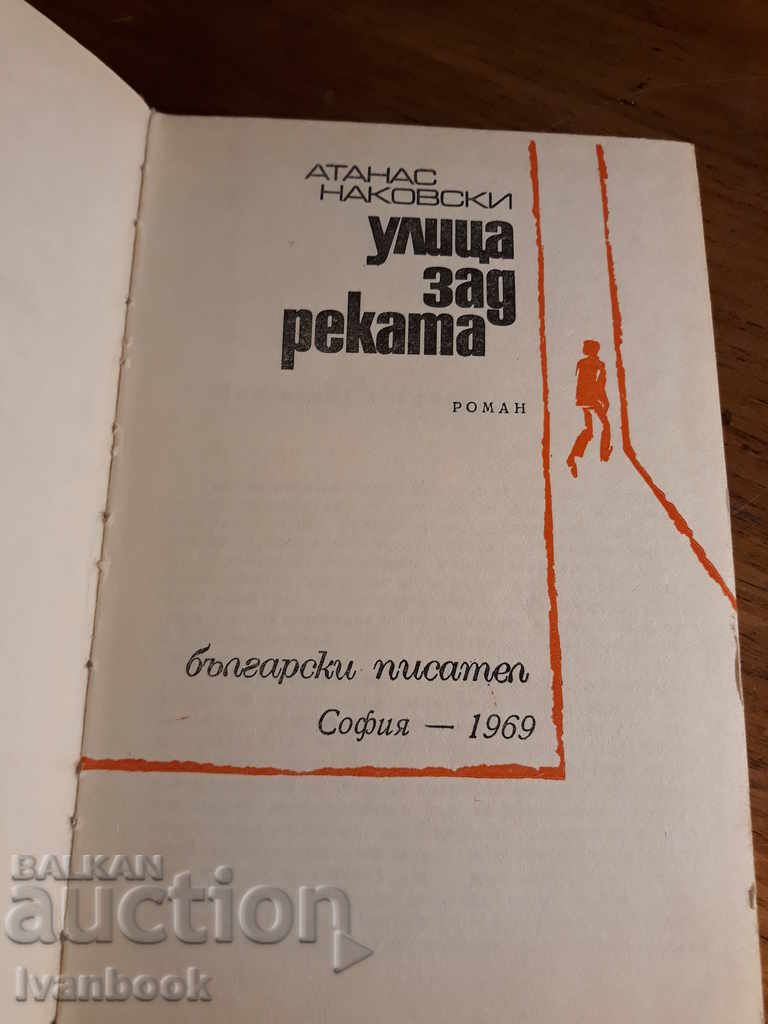 АТАНАС
НАКОВСКИ
улица
зад
реката
РОМАН
български писател
София — 1969
BALKAN
auction
Ivanbook